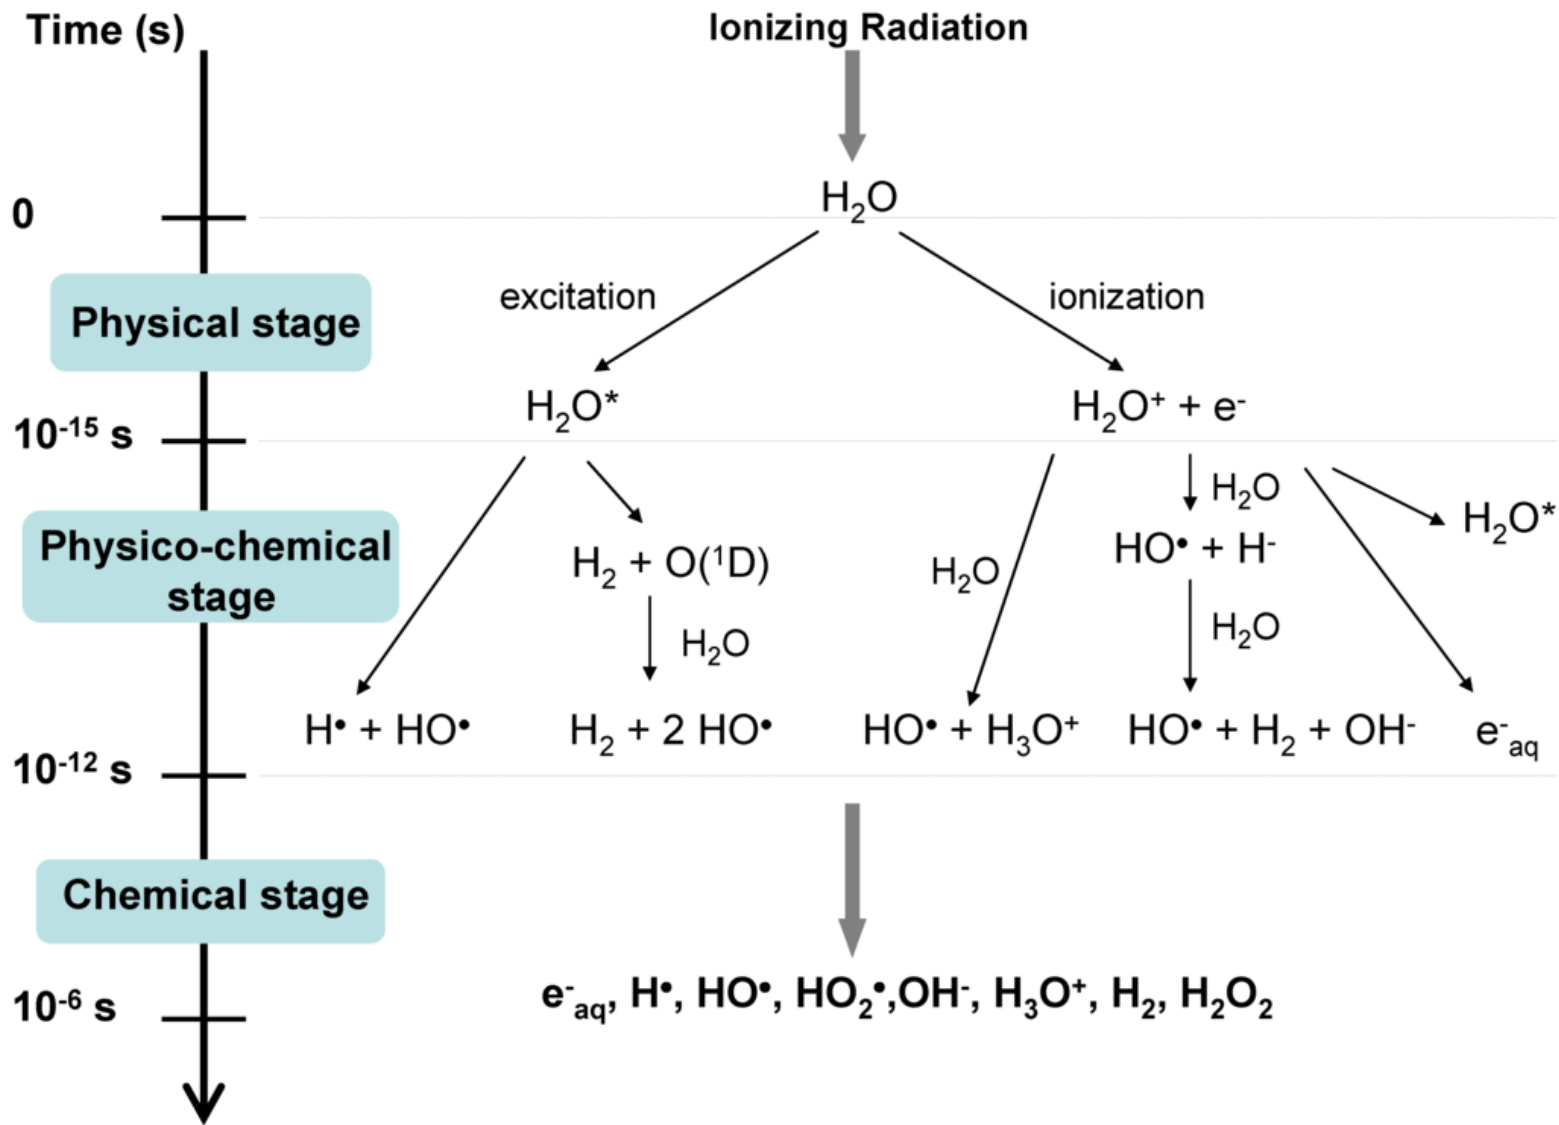 Time (s)
Ionizing Radiation
H₂O
0
excitation
ionization
Physical stage
H₂O*
H₂O⁺ + e⁻
10⁻¹⁵ s
H₂O
H₂O*
Physico-chemical
stage
HO• + H⁻
H₂ + O(¹D)
H₂O
H₂O
H₂O
H• + HO•
H₂ + 2 HO•
HO• + H₃O⁺
HO• + H₂ + OH⁻
e⁻aq
10⁻¹² s
Chemical stage
e⁻aq, H•, HO•, HO₂•,OH⁻, H₃O⁺, H₂, H₂O₂
10⁻⁶ s